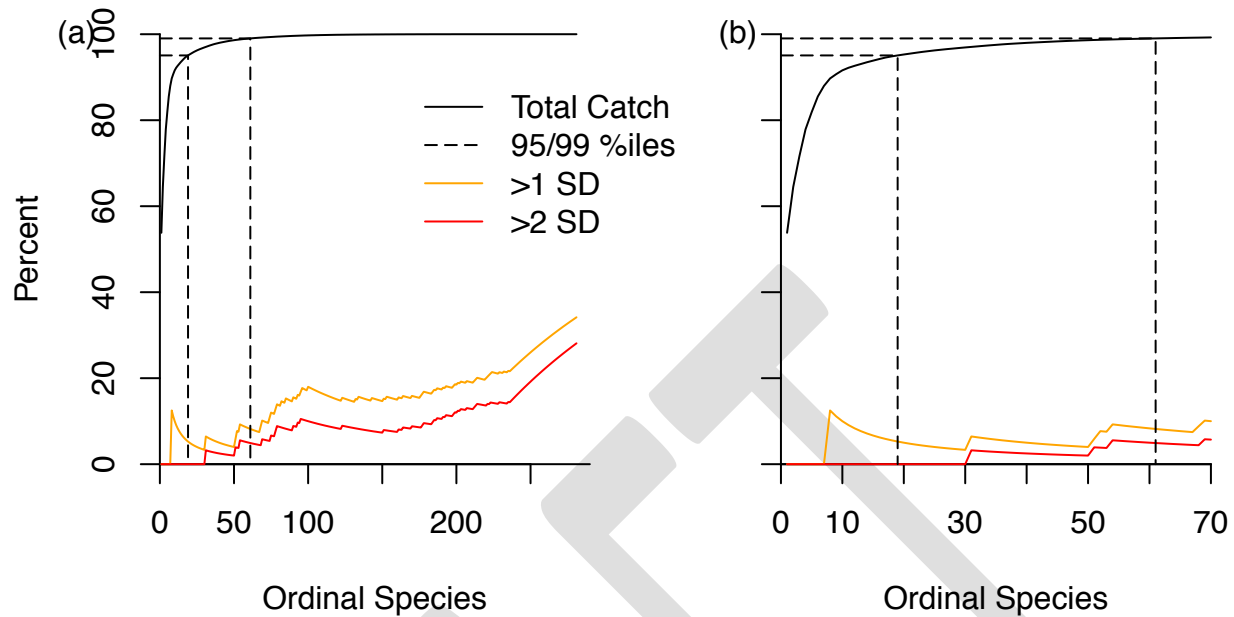 (a)
Percent
0
20
40
60
80
100
Total Catch
95/99 %iles
>1 SD
>2 SD
0 50 100 200
Ordinal Species
(b)
0 10 30 50 70
Ordinal Species